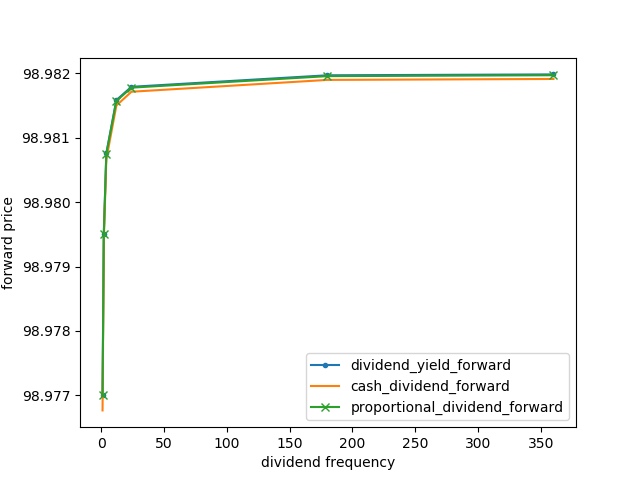 98.982
98.981
98.980
98.979
98.978
98.977
forward price
0
50
100
150
200
250
300
350
dividend frequency
dividend_yield_forward
cash_dividend_forward
proportional_dividend_forward